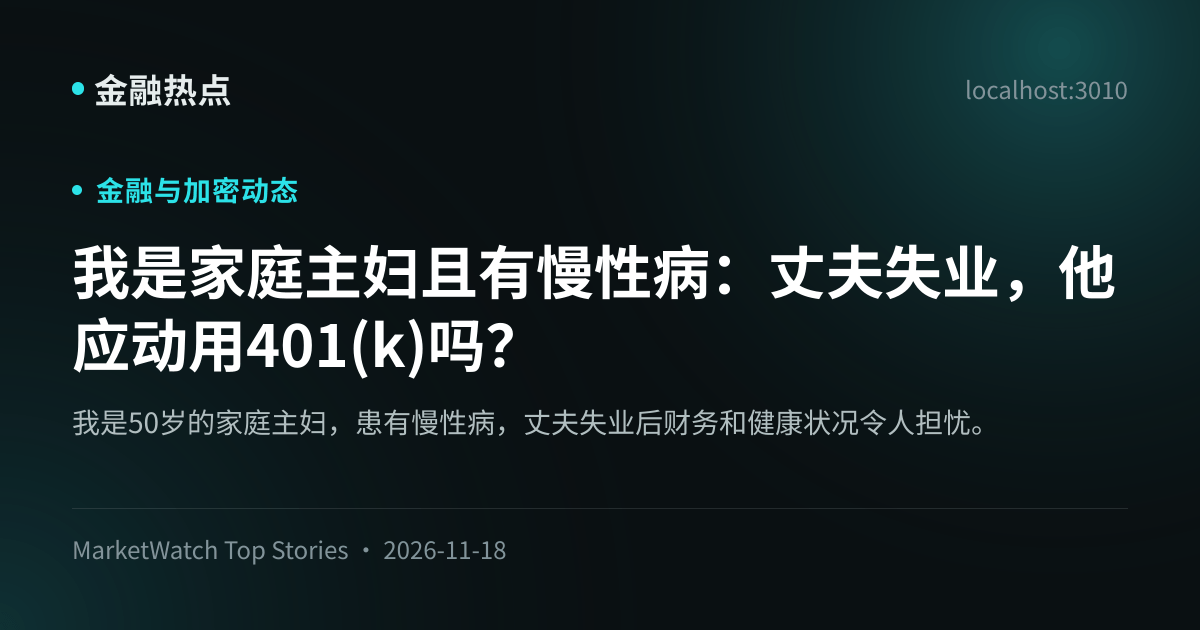 金融热点
localhost:3010
金融与加密动态
我是家庭主妇且有慢性病：丈夫失业，他
应动用401(k)吗？
我是50岁的家庭主妇，患有慢性病，丈夫失业后财务和健康状况令人担忧。
MarketWatch Top Stories · 2026-11-18